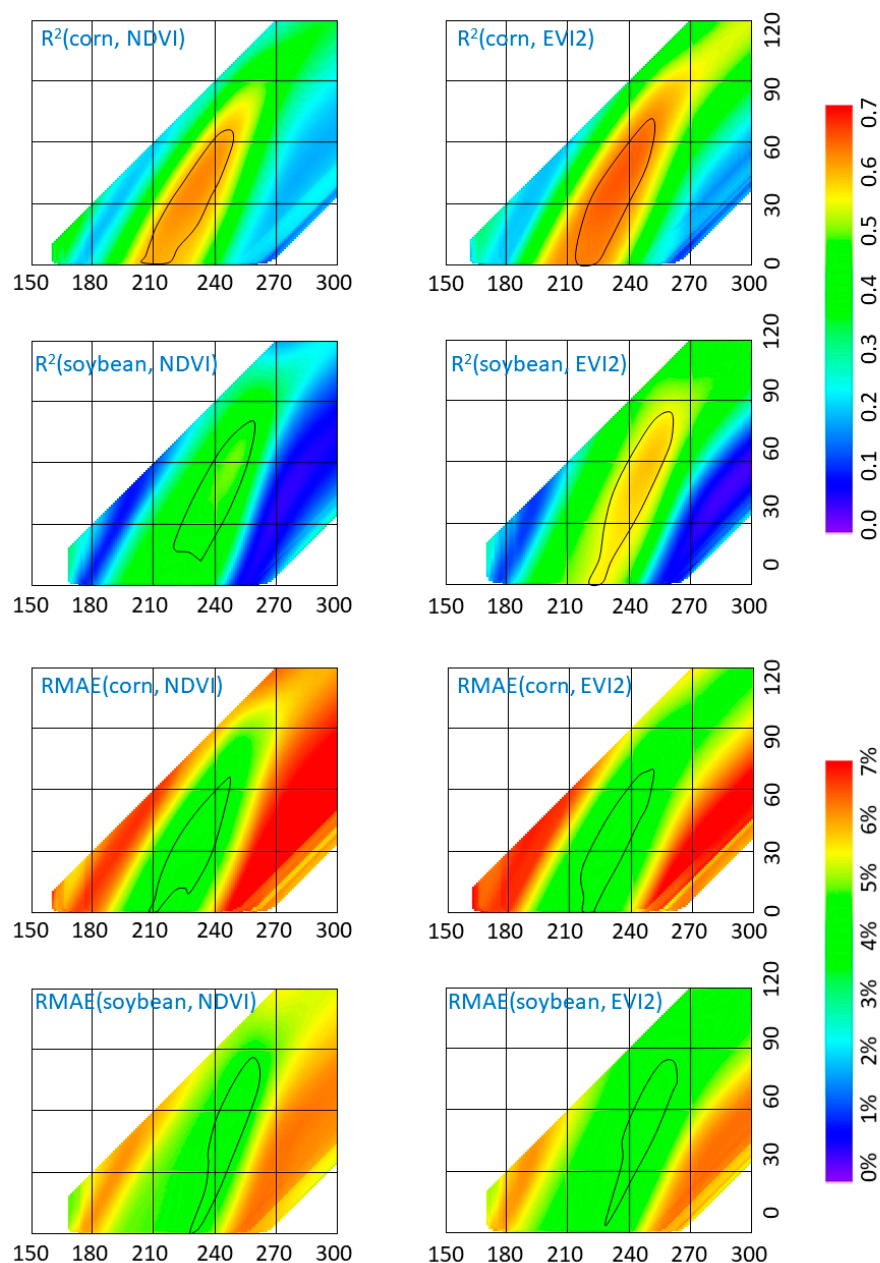 R²(corn, NDVI)
R²(corn, EVI2)
120
90
60
30
0
150 180 210 240 270 300
150 180 210 240 270 300
R²(soybean, NDVI)
R²(soybean, EVI2)
120
90
60
30
0
150 180 210 240 270 300
150 180 210 240 270 300
0.7
0.6
0.5
0.4
0.3
0.2
0.1
0.0
RMAE(corn, NDVI)
RMAE(corn, EVI2)
120
90
60
30
0
150 180 210 240 270 300
150 180 210 240 270 300
RMAE(soybean, NDVI)
RMAE(soybean, EVI2)
120
90
60
30
0
150 180 210 240 270 300
150 180 210 240 270 300
7%
6%
5%
4%
3%
2%
1%
0%